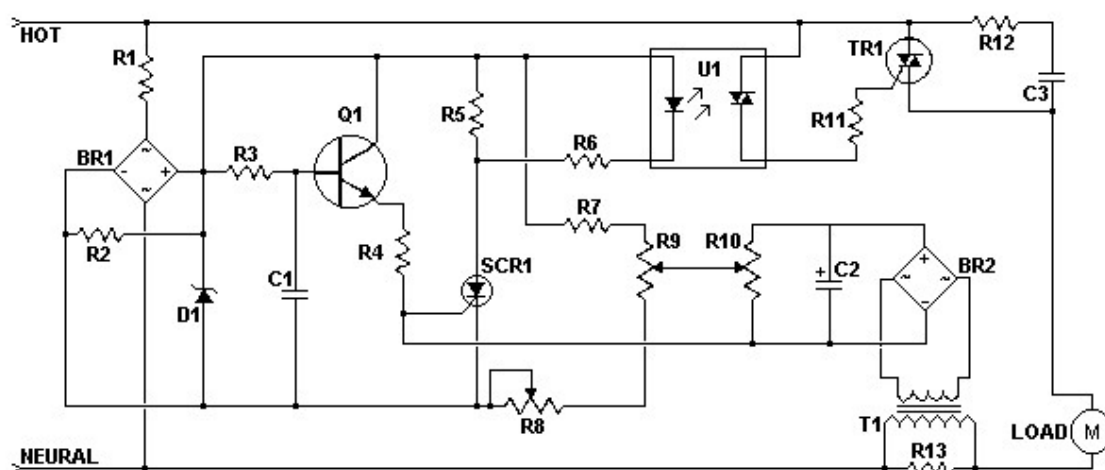 HOT
R1
TR1
R12
U1
Q1
R5
C3
R11
BR1
R3
R6
R2
R4
R7
R9
R10
SCR1
C2
BR2
C1
D1
R8
T1
LOAD
M
NEURAL
R13